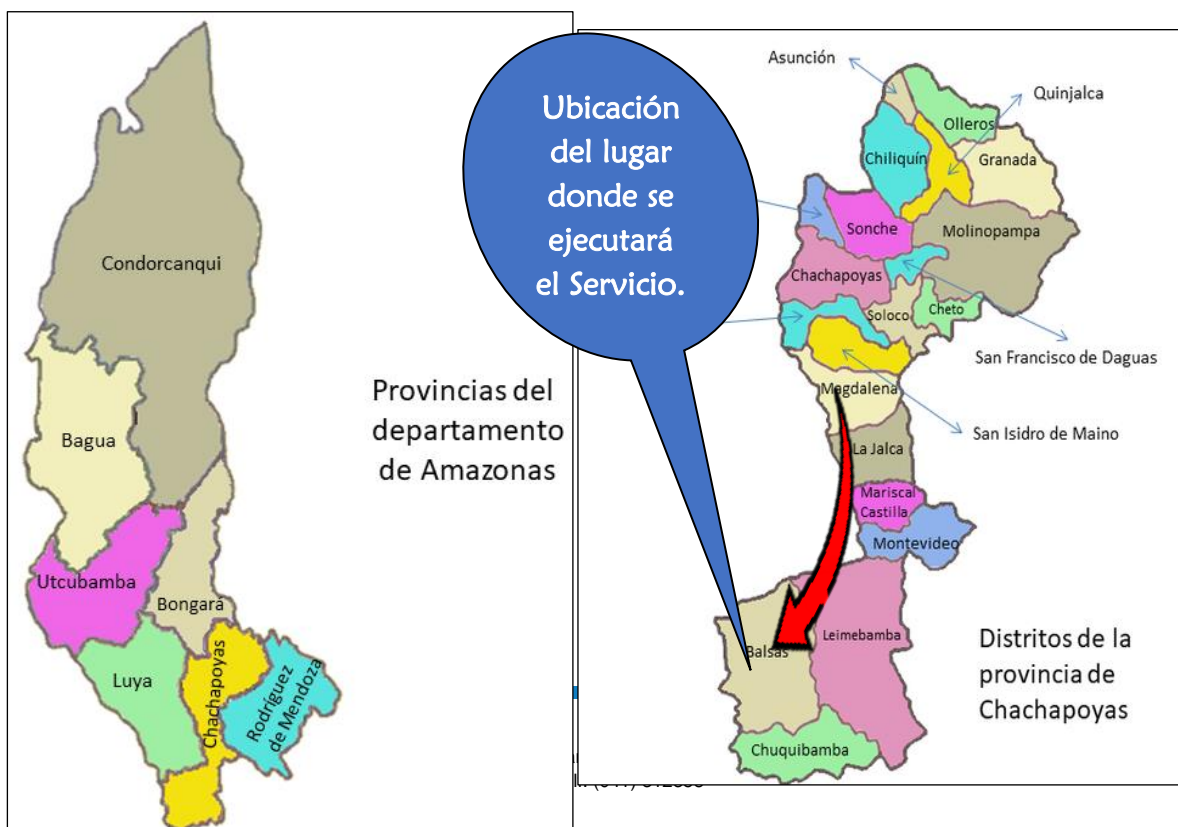 Condorcanqui
Bagua
Utcubamba
Bongará
Luya
Chachapoyas
Rodríguez
de Mendoza
Provincias del
departamento
de Amazonas
Ubicación
del lugar
donde se
ejecutará
el Servicio.
Asunción
Quinjalca
Olleros
Chiliquín
Granada
Sonche
Molinopampa
Chachapoyas
Soloco
Cheto
San Francisco de Daguas
Magdalena
San Isidro de Maino
La Jalca
Mariscal
Castilla
Montevideo
Balsas
Leimebamba
Chuquibamba
Distritos de la
provincia de
Chachapoyas